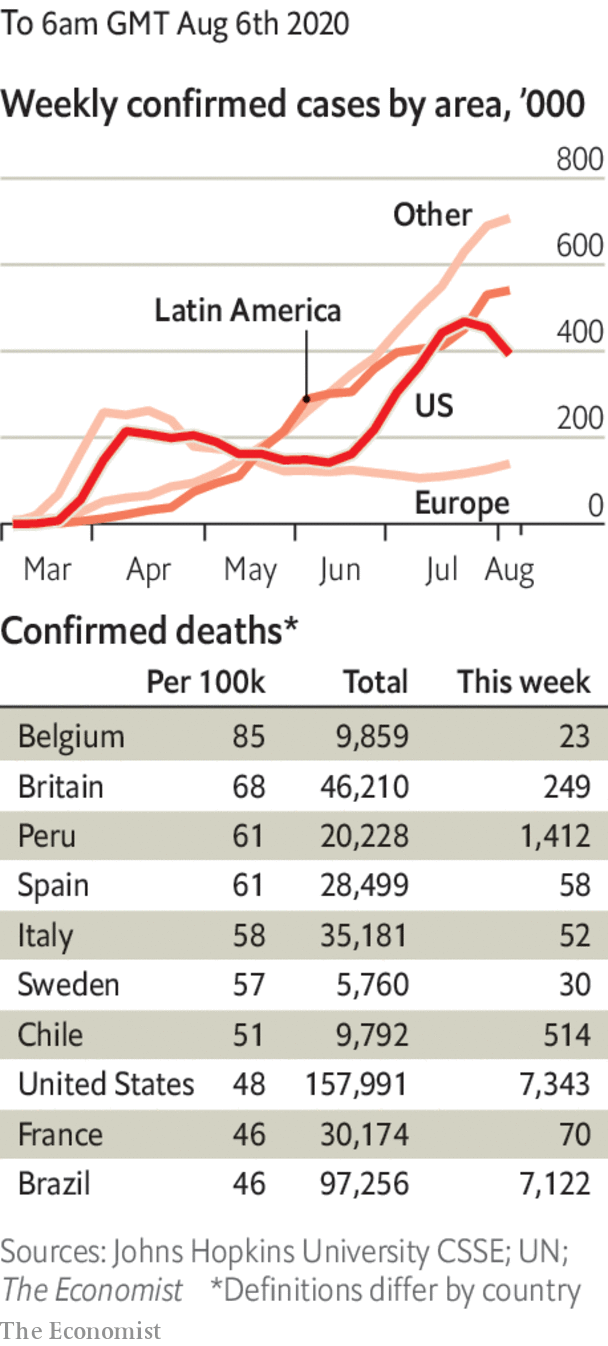 To 6am GMT Aug 6th 2020
Weekly confirmed cases by area, ’000
800
Other
600
Latin America
400
US
200
Europe
0
Mar Apr May Jun Jul Aug
Confirmed deaths*
Per 100k Total This week
Belgium 85 9,859 23
Britain 68 46,210 249
Peru 61 20,228 1,412
Spain 61 28,499 58
Italy 58 35,181 52
Sweden 57 5,760 30
Chile 51 9,792 514
United States 48 157,991 7,343
France 46 30,174 70
Brazil 46 97,256 7,122
Sources: Johns Hopkins University CSSE; UN;
The Economist *Definitions differ by country
The Economist